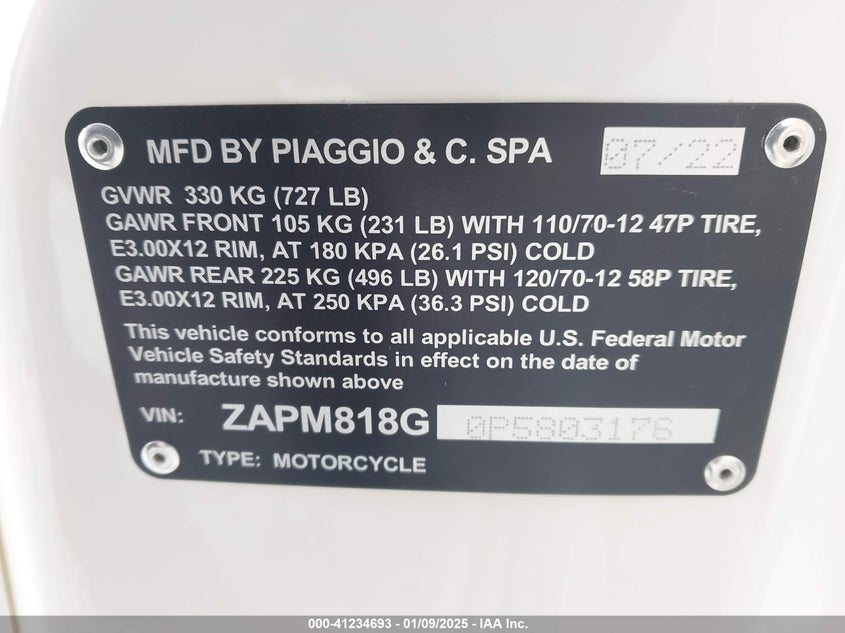 MFD BY PIAGGIO & C. SPA 07/22
GVWR 330 KG (727 LB)
GAWR FRONT 105 KG (231 LB) WITH 110/70-12 47P TIRE,
E3.00X12 RIM, AT 180 KPA (26.1 PSI) COLD
GAWR REAR 225 KG (496 LB) WITH 120/70-12 58P TIRE,
E3.00X12 RIM, AT 250 KPA (36.3 PSI) COLD
This vehicle conforms to all applicable U.S. Federal Motor
Vehicle Safety Standards in effect on the date of
manufacture shown above
VIN: ZAPM818G 0P5803176
TYPE: MOTORCYCLE
000-41234693 - 01/09/2025 - IAA Inc.